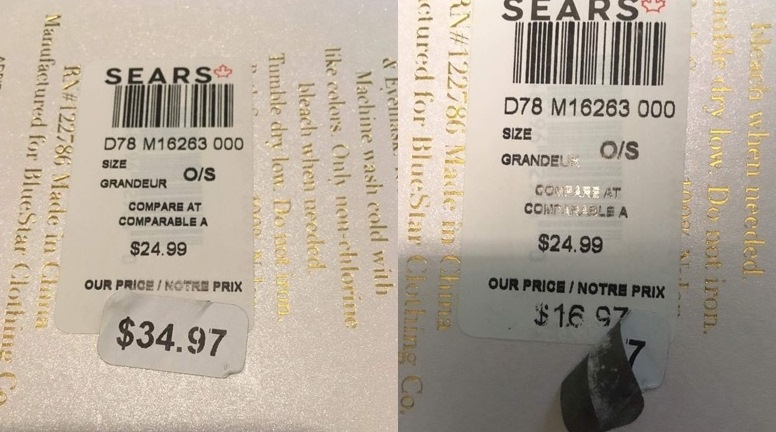 SEARS
D78 M16263 000
SIZE
GRANDEUR O/S
COMPARE AT
COMPARABLE A
$24.99
OUR PRICE / NOTRE PRIX
$34.97
& Eyemask
Machine wash cold with
like colors. Only non-chlorine
bleach when needed
Tumble dry low. Do not iron.
RN# 122786 Made in China
Manufactured for BlueStar Clothing Co.
SEARS
D78 M16263 000
SIZE
GRANDEUR O/S
COMPARE AT
COMPARABLE A
$24.99
OUR PRICE / NOTRE PRIX
$16.97
7
bleach when needed.
dry low. Do not iron.
RN# 122786 Made in China
ctured for BlueStar Clothing Co.